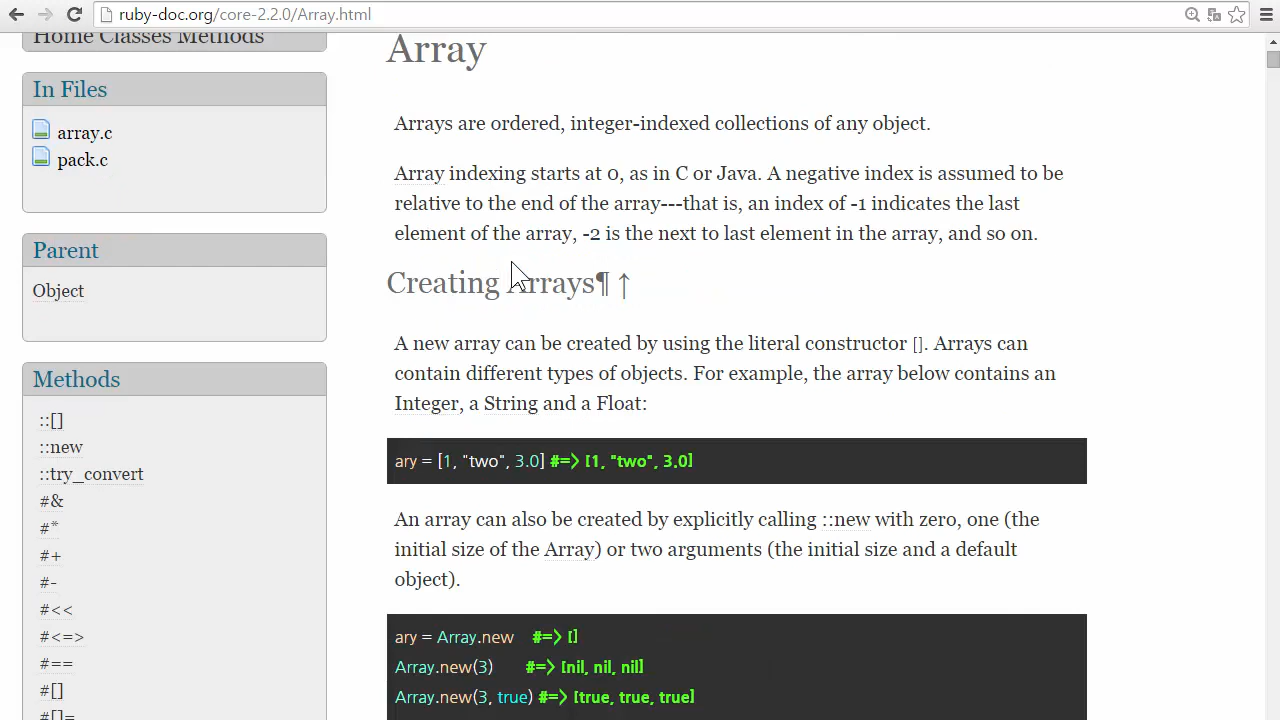 ruby-doc.org/core-2.2.0/Array.html
Home Classes Methods
In Files
array.c
pack.c
Parent
Object
Methods
::[]
::new
::try_convert
#&
#*
#+
#-
#<<
#<=>
#==
#[]
#[]=
Array
Arrays are ordered, integer-indexed collections of any object.
Array indexing starts at 0, as in C or Java. A negative index is assumed to be
relative to the end of the array---that is, an index of -1 indicates the last
element of the array, -2 is the next to last element in the array, and so on.
Creating Arrays¶ ↑
A new array can be created by using the literal constructor []. Arrays can
contain different types of objects. For example, the array below contains an
Integer, a String and a Float:
ary = [1, "two", 3.0] #=> [1, "two", 3.0]
An array can also be created by explicitly calling ::new with zero, one (the
initial size of the Array) or two arguments (the initial size and a default
object).
ary = Array.new #=> []
Array.new(3) #=> [nil, nil, nil]
Array.new(3, true) #=> [true, true, true]